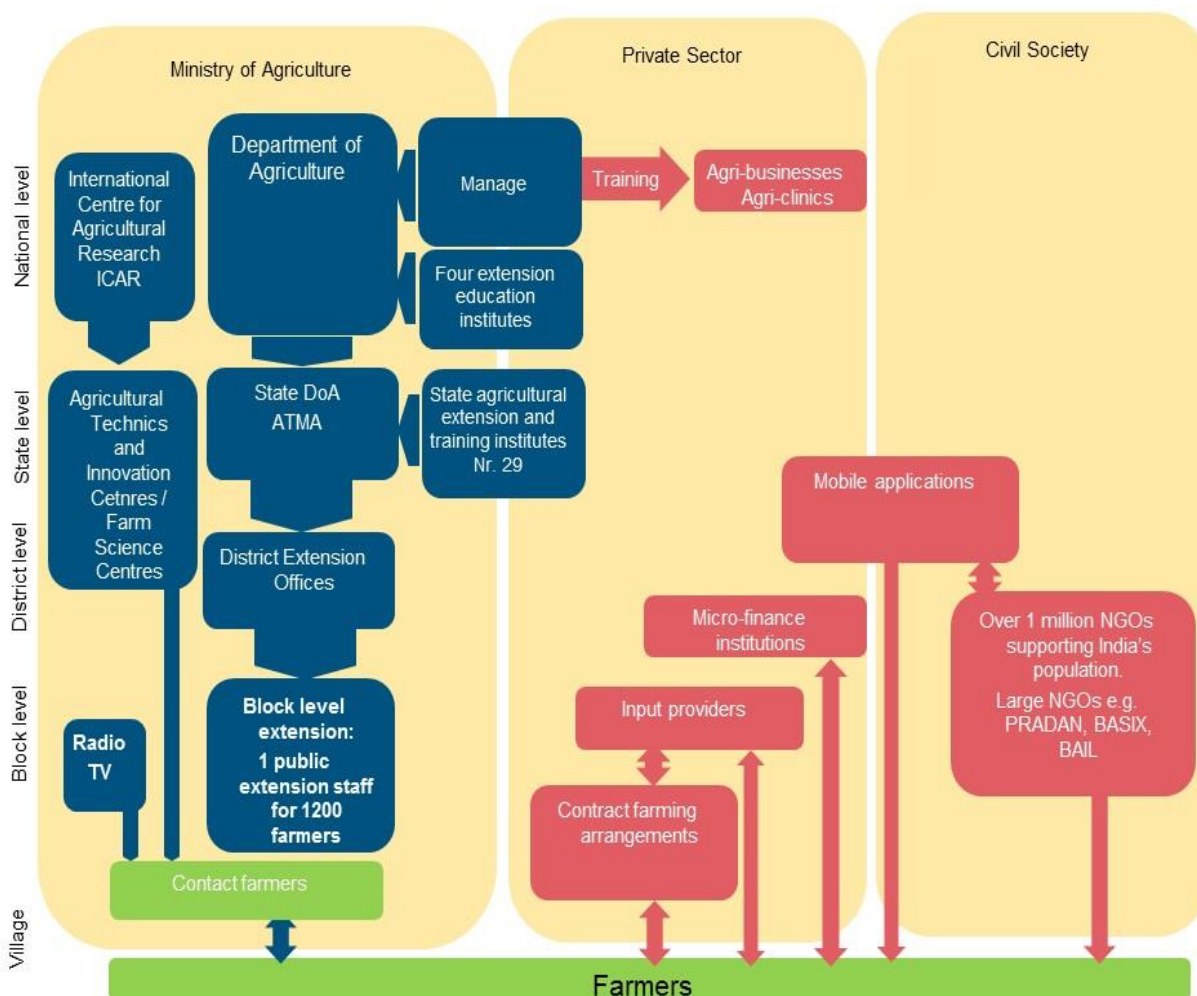 Ministry of Agriculture
Private Sector
Civil Society
National level
State level
District level
Block level
Village
International
Centre for
Agricultural
Research
ICAR
Department of
Agriculture
Manage
Training
Agri-businesses
Agri-clinics
Four extension
education
institutes
Agricultural
Technics
and
Innovation
Cetnres /
Farm
Science
Centres
State DoA
ATMA
State agricultural
extension and
training institutes
Nr. 29
Mobile applications
District Extension
Offices
Micro-finance
institutions
Over 1 million NGOs
supporting India's
population.
Large NGOs e.g.
PRADAN, BASIX,
BAIL
Block level
extension:
1 public
extension staff
for 1200
farmers
Input providers
Radio
TV
Contract farming
arrangements
Contact farmers
Farmers